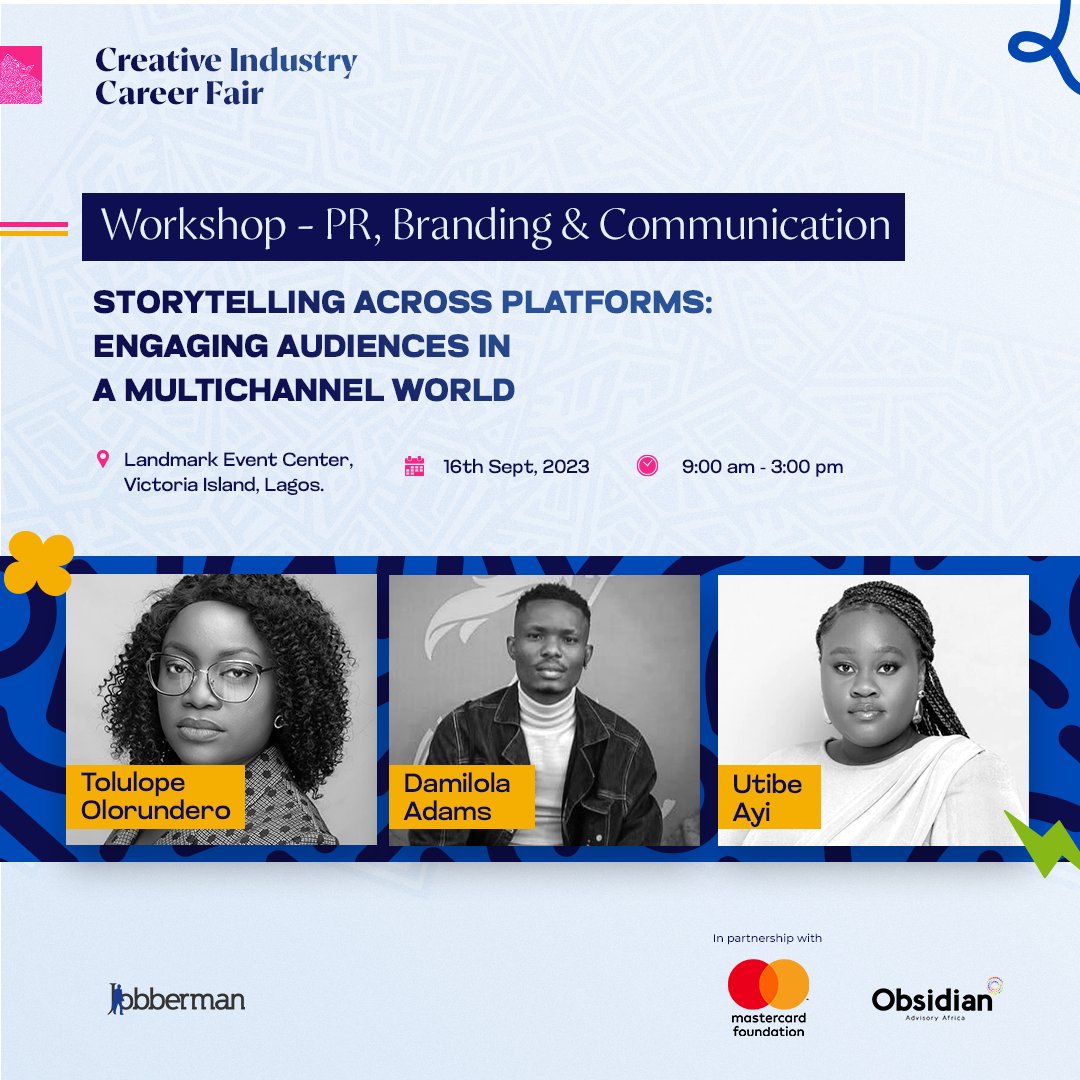 Creative Industry
Career Fair
Workshop - PR, Branding & Communication
STORYTELLING ACROSS PLATFORMS:
ENGAGING AUDIENCES IN
A MULTICHANNEL WORLD
Landmark Event Center,
Victoria Island, Lagos.
16th Sept, 2023
9:00 am - 3:00 pm
Tolulope
Olorundero
Damilola
Adams
Utibe
Ayi
Jobberman
In partnership with
mastercard
foundation
Obsidian
Advisory Africa